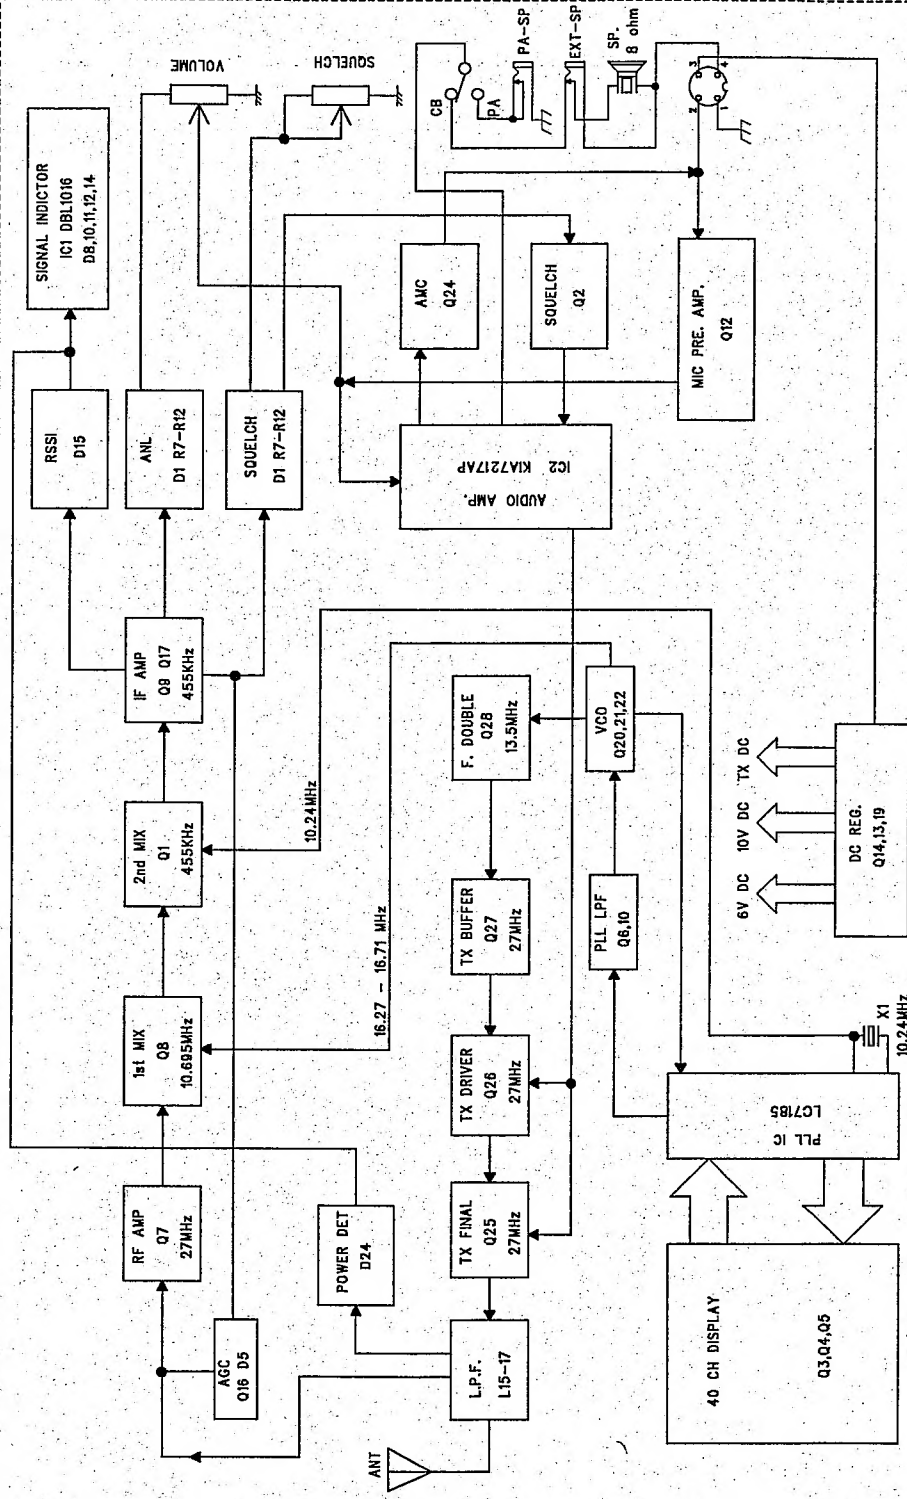 SIGNAL INDICTOR
IC1 DBL1016
D8,10,11,12,14
VOLUME
SQUELCH
CB
PA
PA-SP
EXT-SP
SP.
8 ohm
2
3
1
4
RSSI
D15
ANL
D1 R7-R12
SQUELCH
D1 R7-R12
AMC
Q24
SQUELCH
Q2
MIC PRE. AMP.
Q12
AUDIO AMP.
IC2 KIA7217AP
RF AMP
Q7
27MHz
1st MIX
Q8
10.695MHz
2nd MIX
Q1
455KHz
IF AMP
Q9 Q17
455KHz
10.24MHz
16.27 - 16.71 MHz
AGC
Q16 D5
POWER DET
D24
ANT
L.P.F.
L15-17
TX FINAL
Q25
27MHz
TX DRIVER
Q26
27MHz
TX BUFFER
Q27
27MHz
F. DOUBLE
Q28
13.5MHz
VCO
Q20,21,22
PLL LPF
Q6,10
40 CH DISPLAY
Q3,Q4,Q5
PLL IC
LC7185
X1
10.24MHz
6V DC
10V DC
TX DC
DC REG.
Q14,13,19